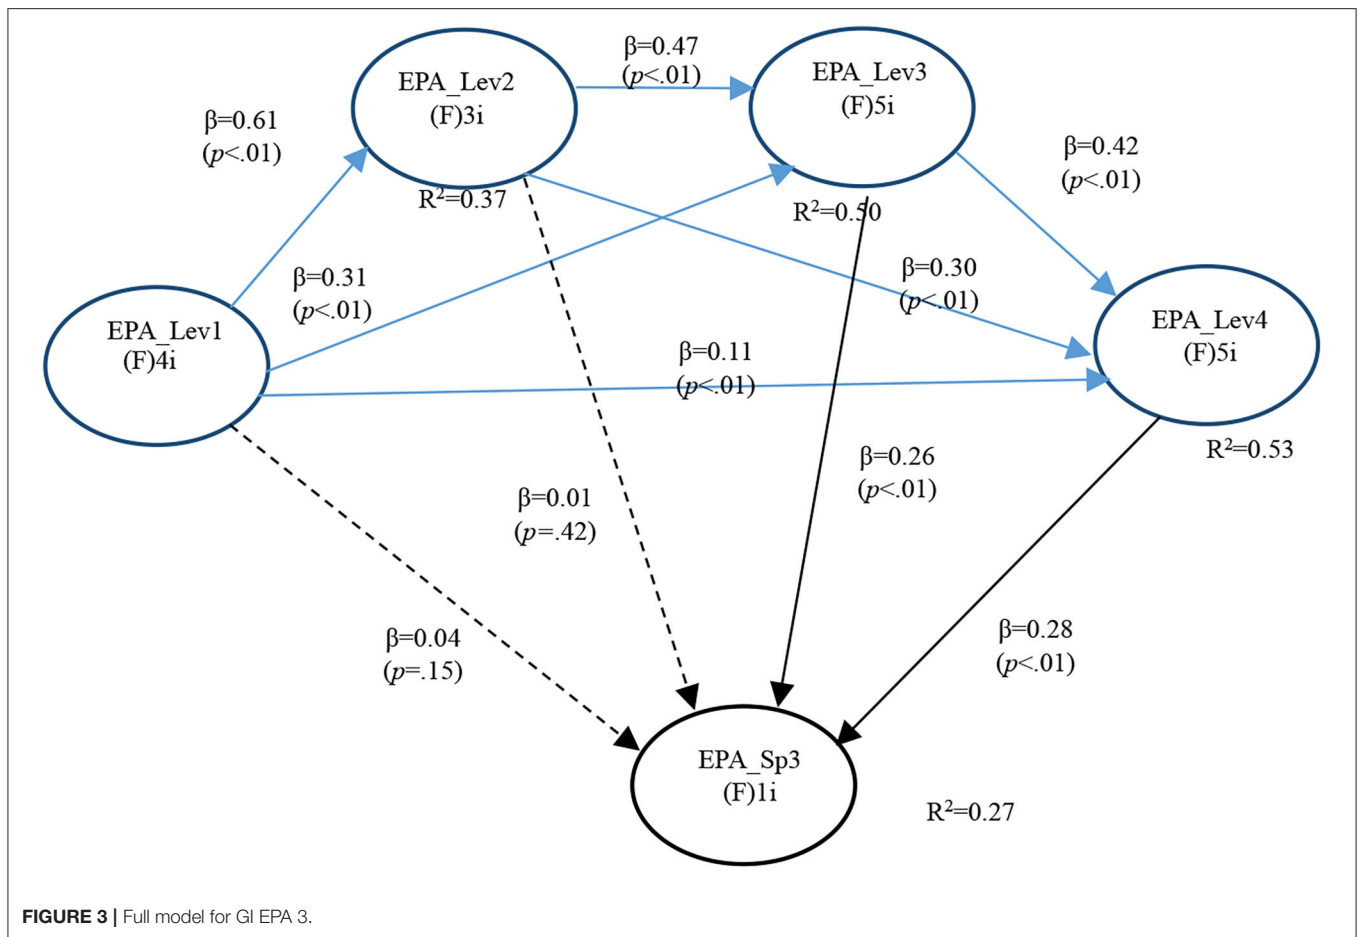 β=0.47
(p<.01)
EPA_Lev2
(F)3i
EPA_Lev3
(F)5i
β=0.61
(p<.01)
β=0.42
(p<.01)
R²=0.37
R²=0.50
β=0.31
(p<.01)
β=0.30
(p<.01)
EPA_Lev1
(F)4i
EPA_Lev4
(F)5i
β=0.11
(p<.01)
R²=0.53
β=0.26
(p<.01)
β=0.01
(p=.42)
β=0.04
(p=.15)
β=0.28
(p<.01)
EPA_Sp3
(F)1i
R²=0.27
FIGURE 3 | Full model for GI EPA 3.